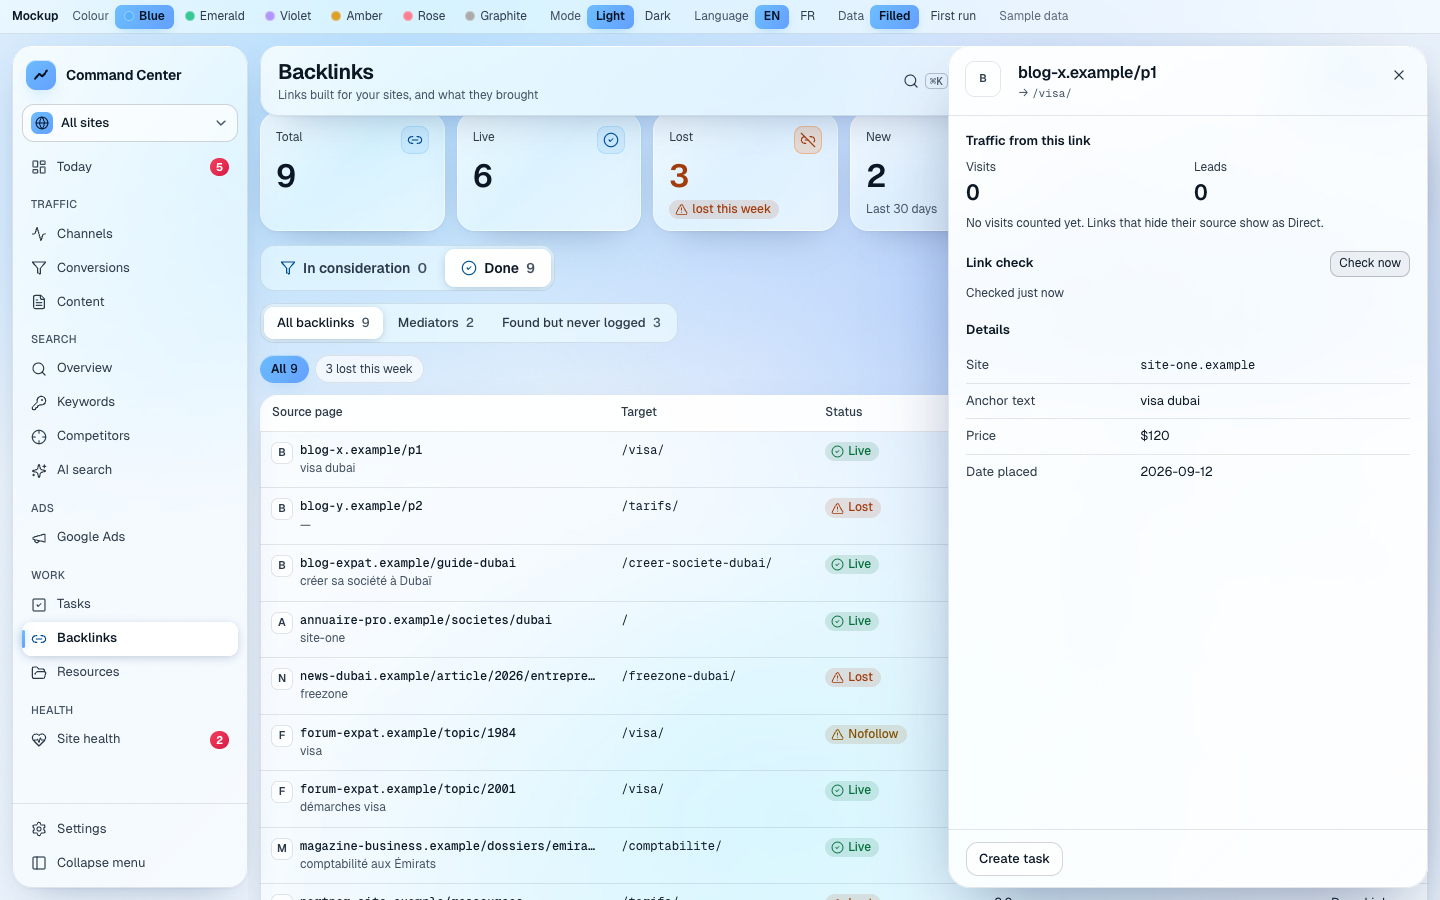 Mockup Colour Blue Emerald Violet Amber Rose Graphite Mode Light Dark Language EN FR Data Filled First run Sample data
Command Center
All sites
Today 5
TRAFFIC
Channels
Conversions
Content
SEARCH
Overview
Keywords
Competitors
AI search
ADS
Google Ads
WORK
Tasks
Backlinks
Resources
HEALTH
Site health 2
Settings
Collapse menu
Backlinks
Links built for your sites, and what they brought
⌘K
Total
9
Live
6
Lost
3
lost this week
New
2
Last 30 days
In consideration 0 Done 9
All backlinks 9 Mediators 2 Found but never logged 3
All 9 3 lost this week
Source page Target Status
B blog-x.example/p1 /visa/ Live
visa dubai
B blog-y.example/p2 /tarifs/ Lost
—
B blog-expat.example/guide-dubai /creer-societe-dubai/ Live
créer sa société à Dubaï
A annuaire-pro.example/societes/dubai / Live
site-one
N news-dubai.example/article/2026/entrepre… /freezone-dubai/ Lost
freezone
F forum-expat.example/topic/1984 /visa/ Nofollow
visa
F forum-expat.example/topic/2001 /visa/ Live
démarches visa
M magazine-business.example/dossiers/emira… /comptabilite/ Live
comptabilité aux Émirats
B
blog-x.example/p1
→ /visa/
Traffic from this link
Visits Leads
0 0
No visits counted yet. Links that hide their source show as Direct.
Link check Check now
Checked just now
Details
Site site-one.example
Anchor text visa dubai
Price $120
Date placed 2026-09-12
Create task